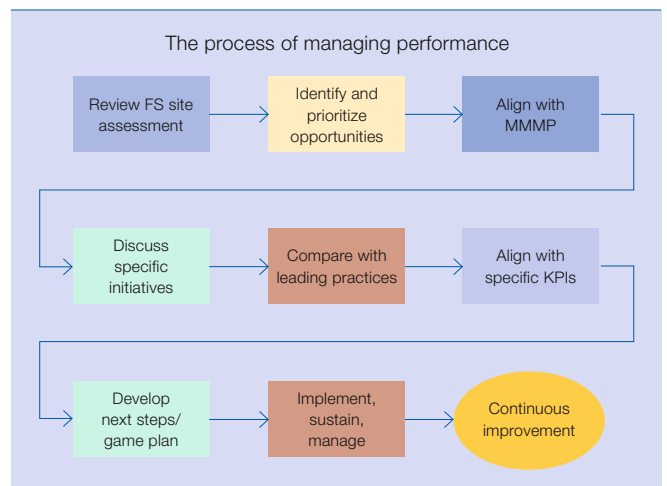 The process of managing performance
Review FS site
assessment
Identify and
prioritize
opportunities
Align with
MMMP
Discuss
specific
initiatives
Compare with
leading practices
Align with
specific KPIs
Develop
next steps/
game plan
Implement,
sustain,
manage
Continuous
improvement